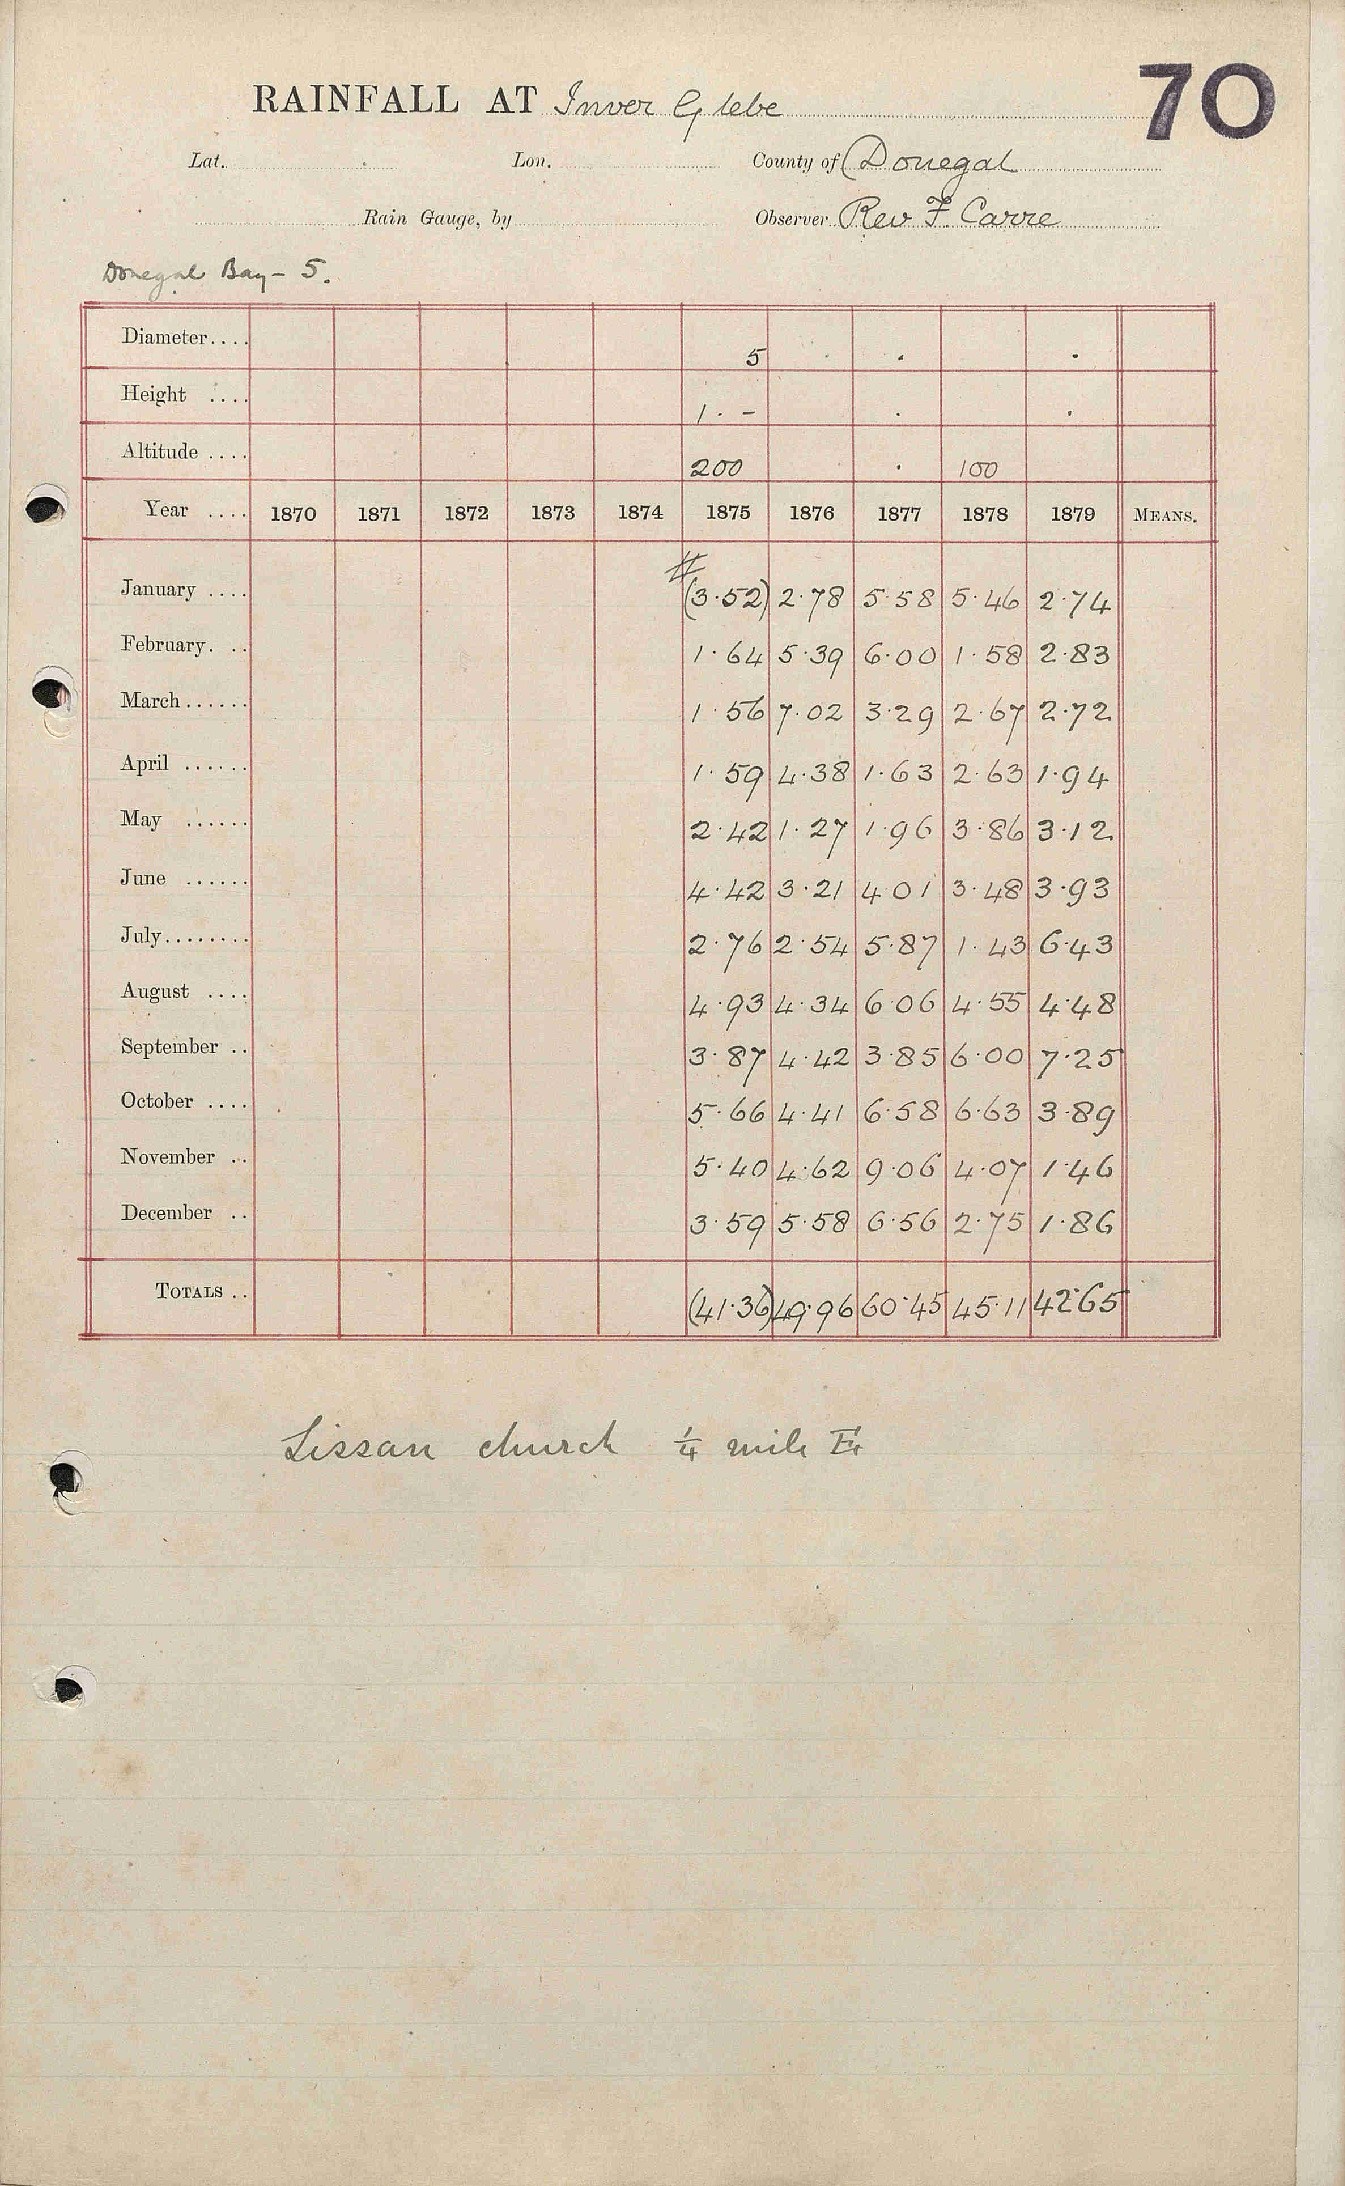 70
RAINFALL AT Inver Glebe
Lat. Lon. County of Donegal
Rain Gauge, by Observer Rev F. Carre
Donegal Bay - 5.
Diameter.... 5
Height .... 1. -
Altitude .... 200 100
Year .... 1870 1871 1872 1873 1874 1875 1876 1877 1878 1879 MEANS.
#
January .... (3.52) 2.78 5.58 5.46 2.74
February. .. 1.64 5.39 6.00 1.58 2.83
March...... 1.56 7.02 3.29 2.67 2.72
April ...... 1.59 4.38 1.63 2.63 1.94
May ...... 2.42 1.27 1.96 3.86 3.12
June ...... 4.42 3.21 4.01 3.48 3.93
July........ 2.76 2.54 5.87 1.43 6.43
August .... 4.93 4.34 6.06 4.55 4.48
September .. 3.87 4.42 3.85 6.00 7.25
October .... 5.66 4.41 6.58 6.63 3.89
November .. 5.40 4.62 9.06 4.07 1.46
December .. 3.59 5.58 6.56 2.75 1.86
TOTALS .. (41.36) 49.96 60.45 45.11 42.65
Lissan church ¼ mile E